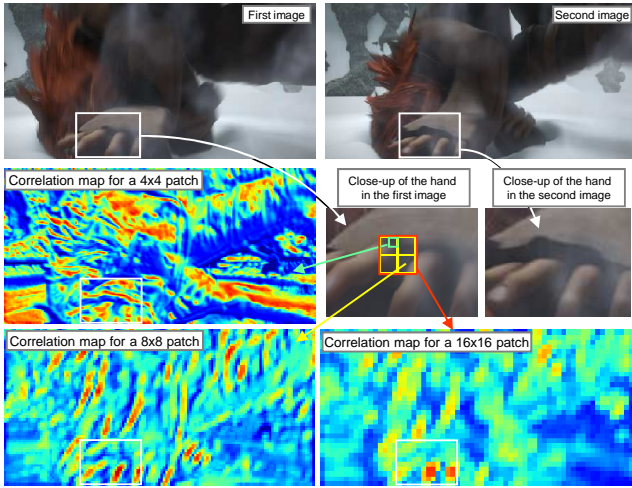 First image
Second image
Correlation map for a 4x4 patch
Close-up of the hand
in the first image
Close-up of the hand
in the second image
Correlation map for a 8x8 patch
Correlation map for a 16x16 patch